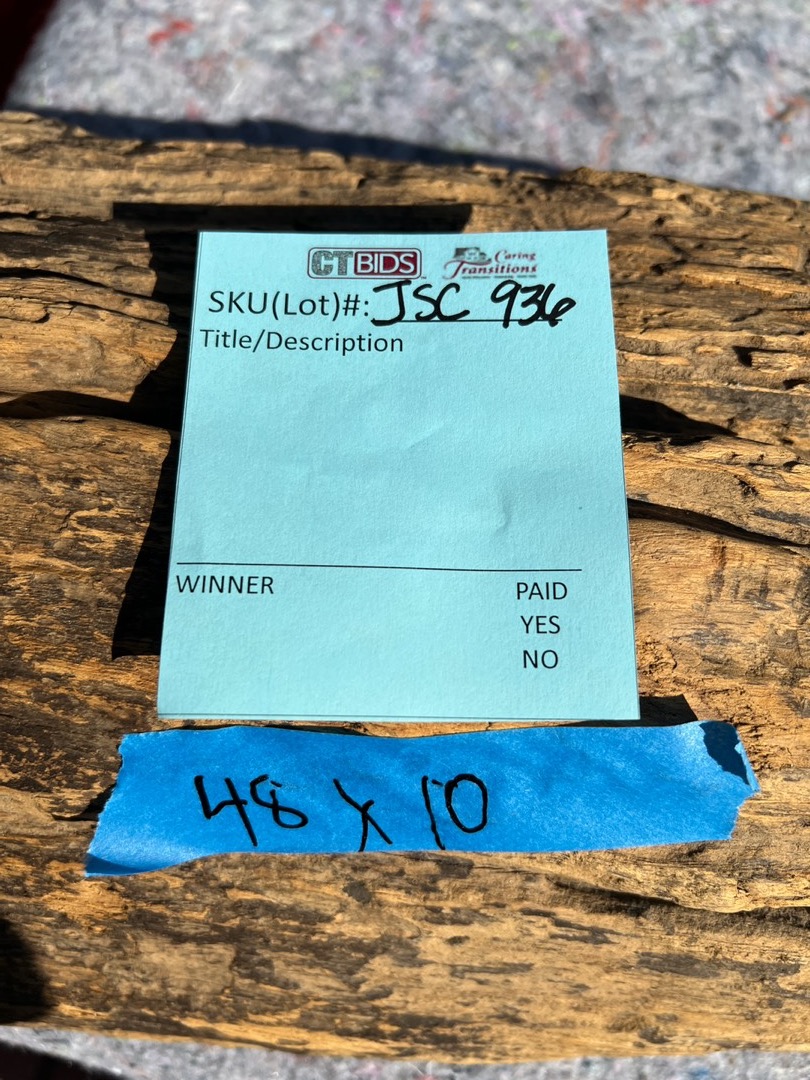 CTBIDS Caring Transitions
SKU(Lot)#: JSC 936
Title/Description
WINNER PAID
YES
NO
48 X 10